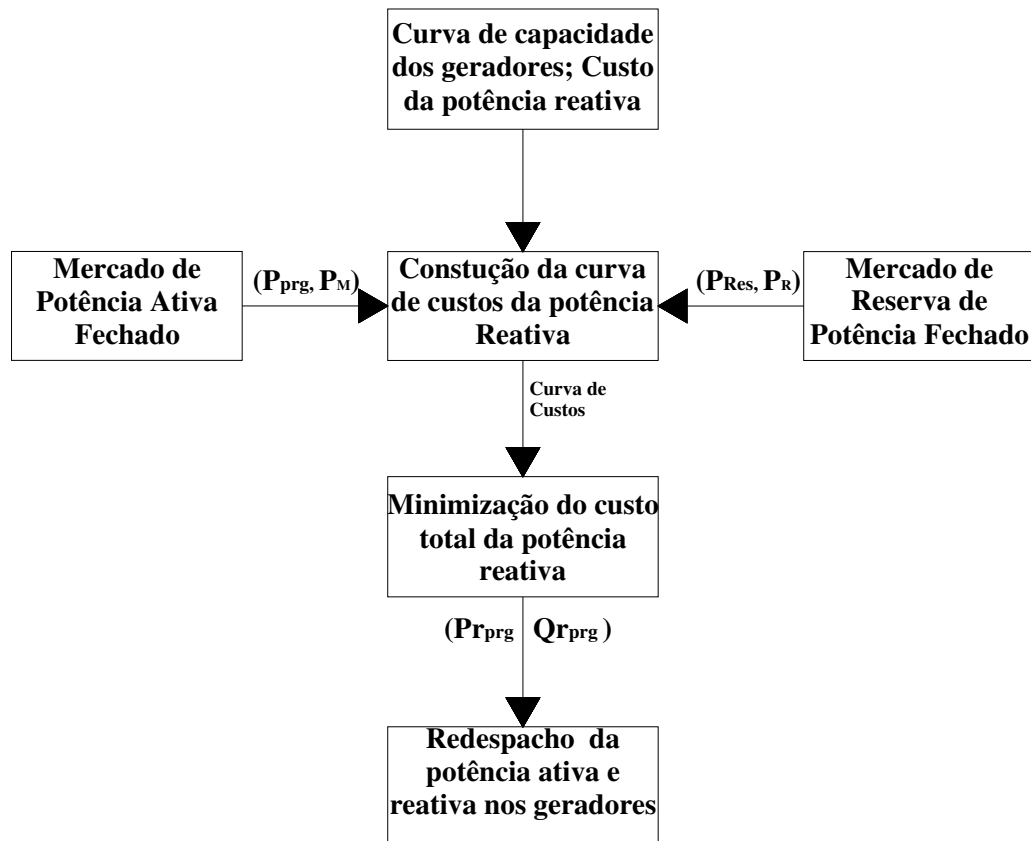 Curva de capacidade
dos geradores; Custo
da potência reativa
Mercado de
Potência Ativa
Fechado
(Pprg, PM)
Constução da curva
de custos da potência
Reativa
(PRes, PR)
Mercado de
Reserva de
Potência Fechado
Curva de
Custos
Minimização do custo
total da potência
reativa
(Prprg Qrprg )
Redespacho da
potência ativa e
reativa nos geradores